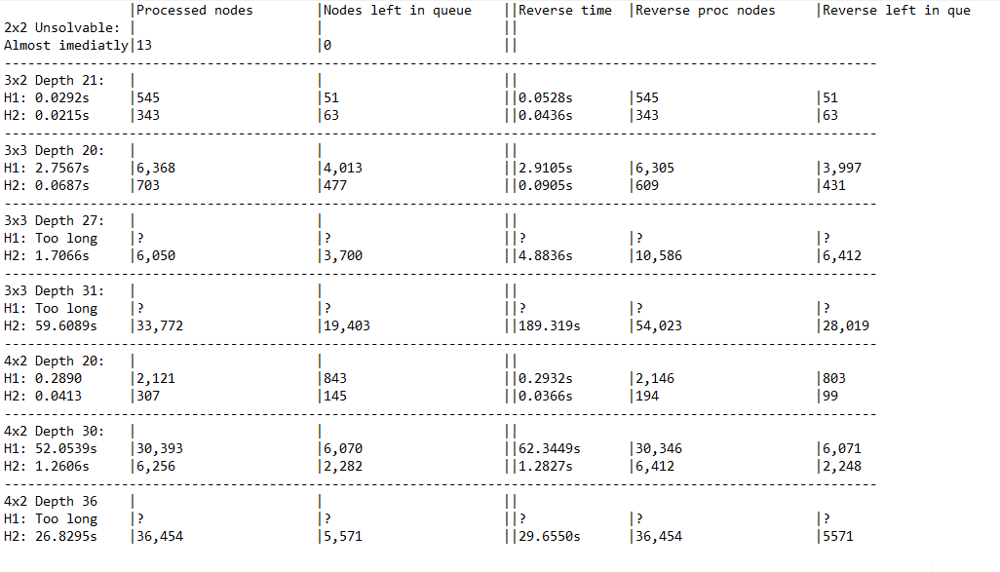 |Processed nodes |Nodes left in queue ||Reverse time |Reverse proc nodes |Reverse left in que
2x2 Unsolvable: | | ||
Almost imediatly|13 |0 ||
----------------------------------------------------------------------------------------------------------------
3x2 Depth 21: | | ||
H1: 0.0292s |545 |51 ||0.0528s |545 |51
H2: 0.0215s |343 |63 ||0.0436s |343 |63
----------------------------------------------------------------------------------------------------------------
3x3 Depth 20: | | ||
H1: 2.7567s |6,368 |4,013 ||2.9105s |6,305 |3,997
H2: 0.0687s |703 |477 ||0.0905s |609 |431
----------------------------------------------------------------------------------------------------------------
3x3 Depth 27: | | ||
H1: Too long |? |? ||? |? |?
H2: 1.7066s |6,050 |3,700 ||4.8836s |10,586 |6,412
----------------------------------------------------------------------------------------------------------------
3x3 Depth 31: | | ||
H1: Too long |? |? ||? |? |?
H2: 59.6089s |33,772 |19,403 ||189.319s |54,023 |28,019
----------------------------------------------------------------------------------------------------------------
4x2 Depth 20: | | ||
H1: 0.2890 |2,121 |843 ||0.2932s |2,146 |803
H2: 0.0413 |307 |145 ||0.0366s |194 |99
----------------------------------------------------------------------------------------------------------------
4x2 Depth 30: | | ||
H1: 52.0539s |30,393 |6,070 ||62.3449s |30,346 |6,071
H2: 1.2606s |6,256 |2,282 ||1.2827s |6,412 |2,248
----------------------------------------------------------------------------------------------------------------
4x2 Depth 36 | | ||
H1: Too long |? |? ||? |? |?
H2: 26.8295s |36,454 |5,571 ||29.6550s |36,454 |5571